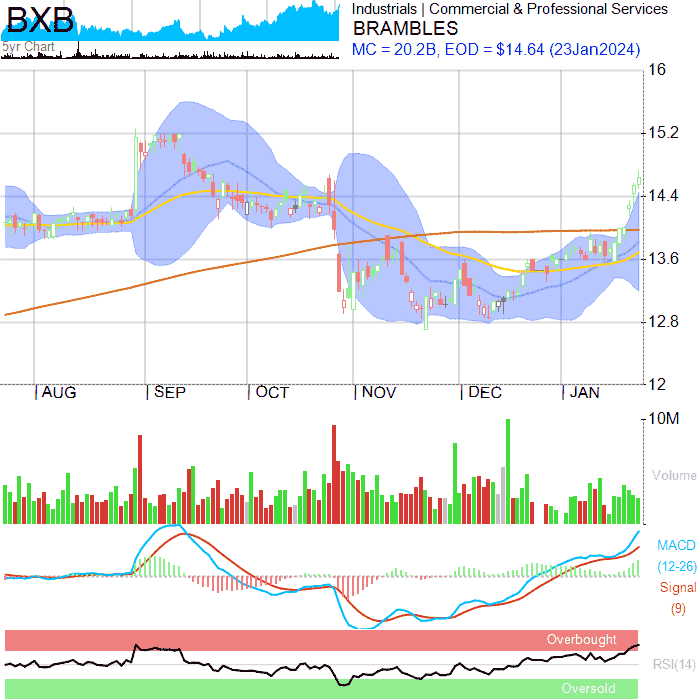 BXB
5yr Chart
Industrials | Commercial & Professional Services
BRAMBLES
MC = 20.2B, EOD = $14.64 (23Jan2024)
16
15.2
14.4
13.6
12.8
12
AUG SEP OCT NOV DEC JAN
10M
Volume
MACD
(12-26)
Signal
(9)
Overbought
RSI(14)
Oversold